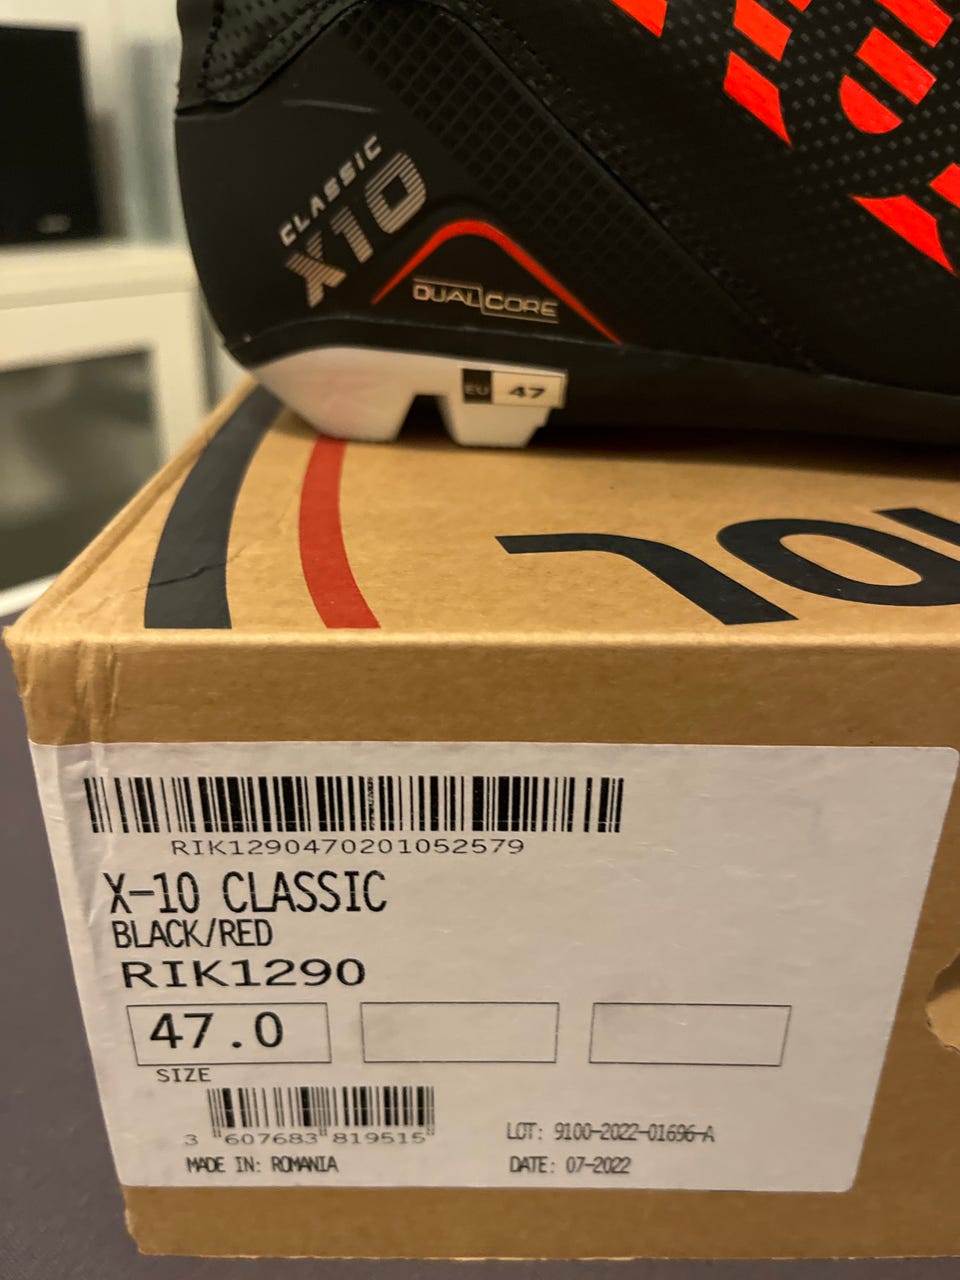 CLASSIC
X10
DUAL CORE
EU 47
RIK1290470201052579
X-10 CLASSIC
BLACK/RED
RIK1290
47.0
SIZE
3 607683 819515
LOT: 9100-2022-01696-A
MADE IN: ROMANIA
DATE: 07-2022